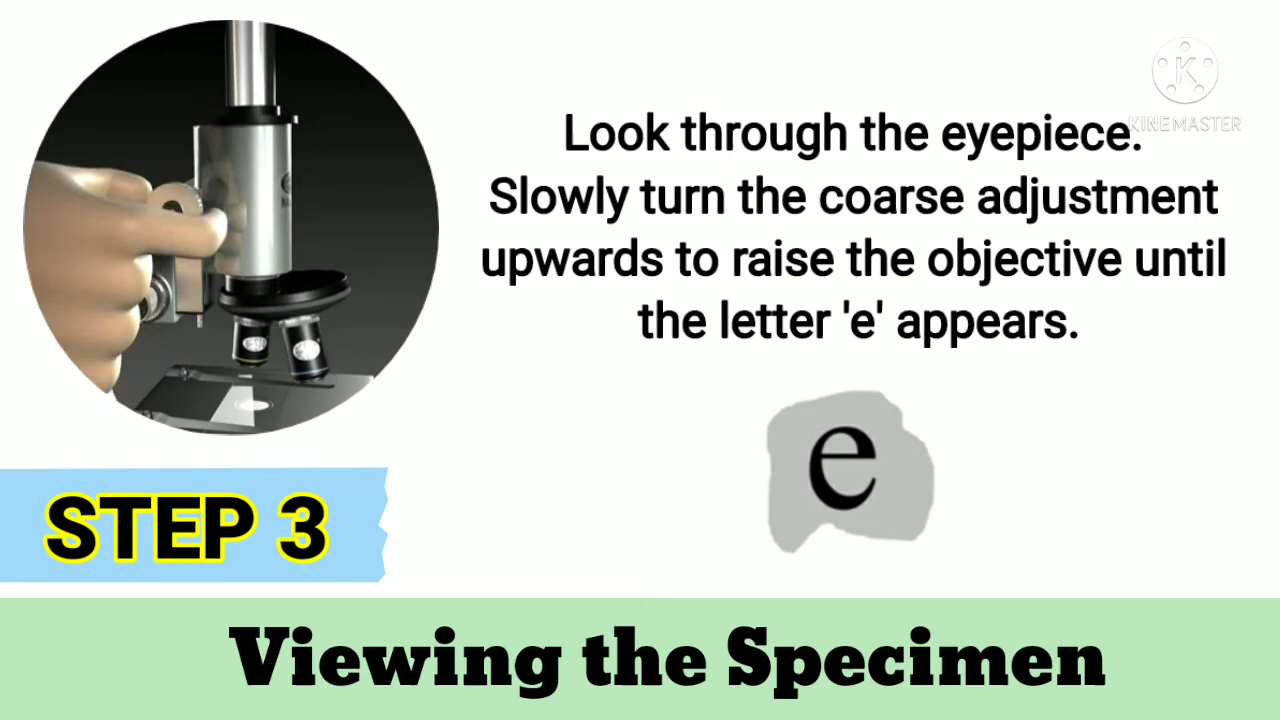 K
KINEMASTER
Look through the eyepiece.
Slowly turn the coarse adjustment
upwards to raise the objective until
the letter 'e' appears.
e
STEP 3
Viewing the Specimen